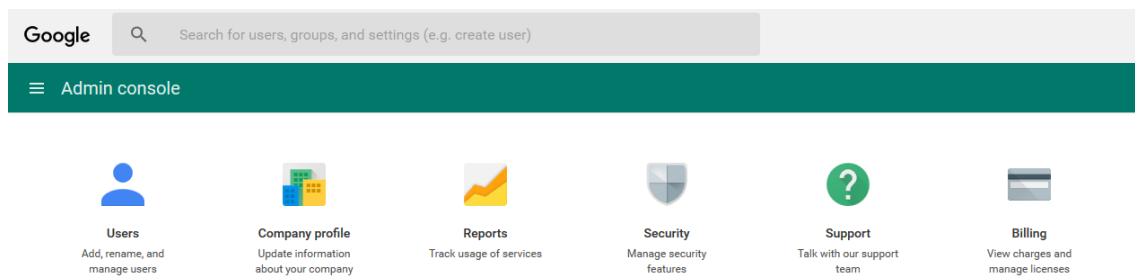 Google
Search for users, groups, and settings (e.g. create user)
Admin console
Users
Add, rename, and
manage users
Company profile
Update information
about your company
Reports
Track usage of services
Security
Manage security
features
Support
Talk with our support
team
Billing
View charges and
manage licenses